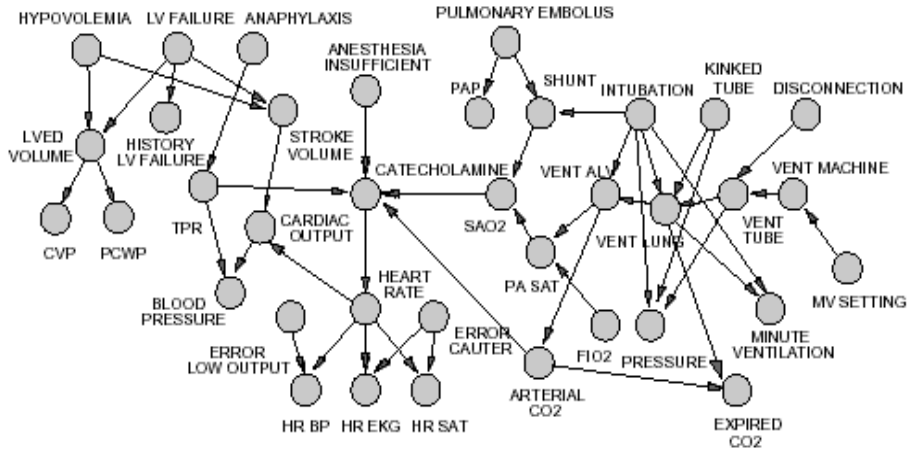 HYPOVOLEMIA
LV FAILURE
ANAPHYLAXIS
PULMONARY EMBOLUS
ANESTHESIA
INSUFFICIENT
PAP
SHUNT
INTUBATION
KINKED
TUBE
DISCONNECTION
LVED
VOLUME
HISTORY
LV FAILURE
STROKE
VOLUME
CATECHOLAMINE
VENT ALV
VENT MACHINE
CVP
PCWP
TPR
CARDIAC
OUTPUT
SAO2
VENT LUNG
VENT
TUBE
BLOOD
PRESSURE
HEART
RATE
PA SAT
MV SETTING
ERROR
LOW OUTPUT
ERROR
CAUTER
FIO2
PRESSURE
MINUTE
VENTILATION
HR BP
HR EKG
HR SAT
ARTERIAL
CO2
EXPIRED
CO2